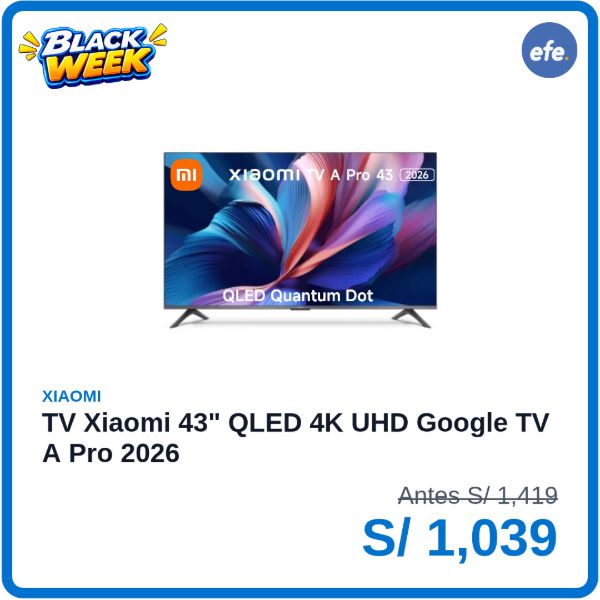 BLACK
WEEK
efe.
mi
xiaomi TV A Pro 43 2026
QLED Quantum Dot
XIAOMI
TV Xiaomi 43" QLED 4K UHD Google TV
A Pro 2026
Antes S/ 1,419
S/ 1,039